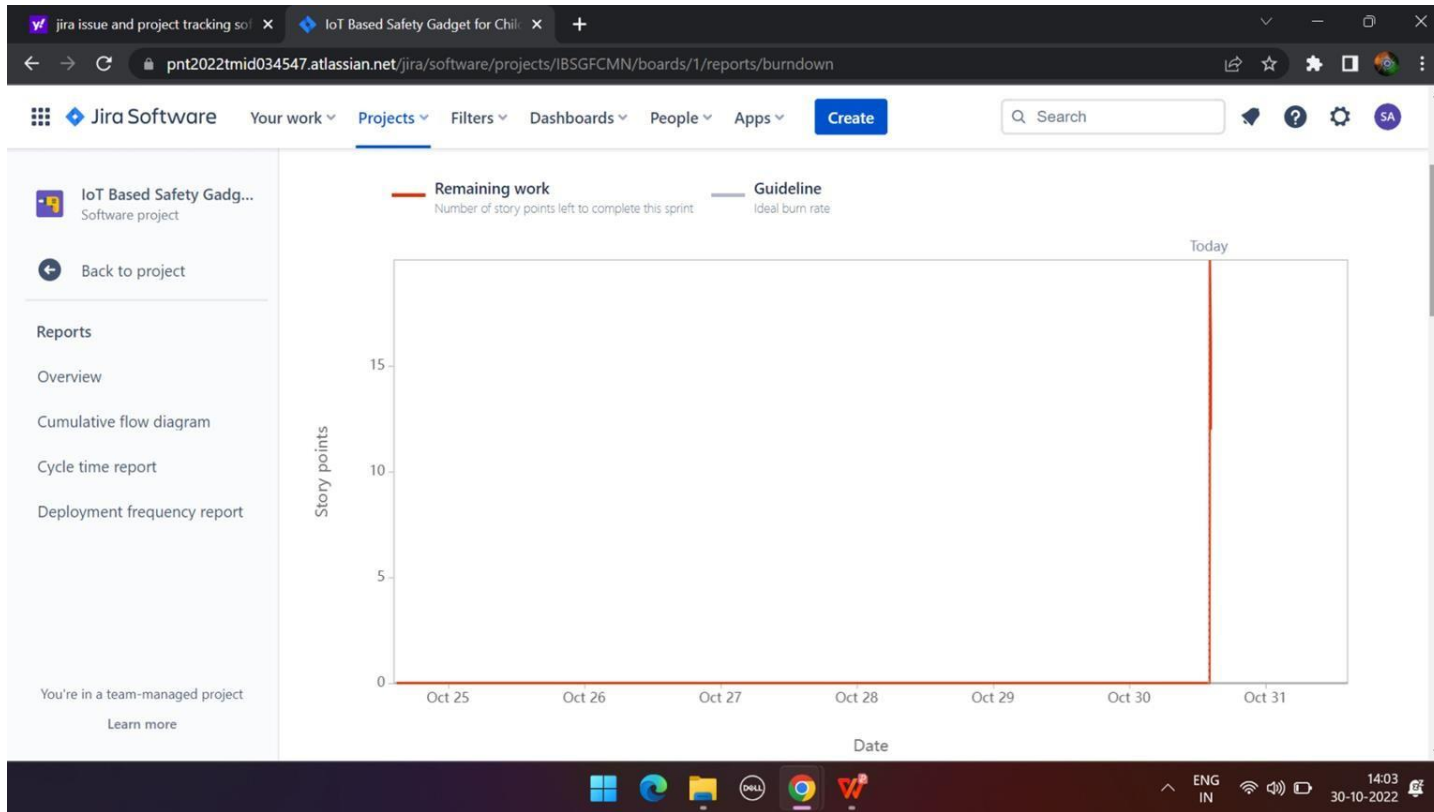 jira issue and project tracking sof
IoT Based Safety Gadget for Chil
pnt2022tmid034547.atlassian.net/jira/software/projects/IBSGFCMN/boards/1/reports/burndown
Jira Software
Your work
Projects
Filters
Dashboards
People
Apps
Create
Search
SA
IoT Based Safety Gadg...
Software project
Back to project
Reports
Overview
Cumulative flow diagram
Cycle time report
Deployment frequency report
You're in a team-managed project
Learn more
Remaining work
Number of story points left to complete this sprint
Guideline
Ideal burn rate
Today
Story points
15
10
5
0
Oct 25 Oct 26 Oct 27 Oct 28 Oct 29 Oct 30 Oct 31
Date
DELL
ENG
IN
14:03
30-10-2022